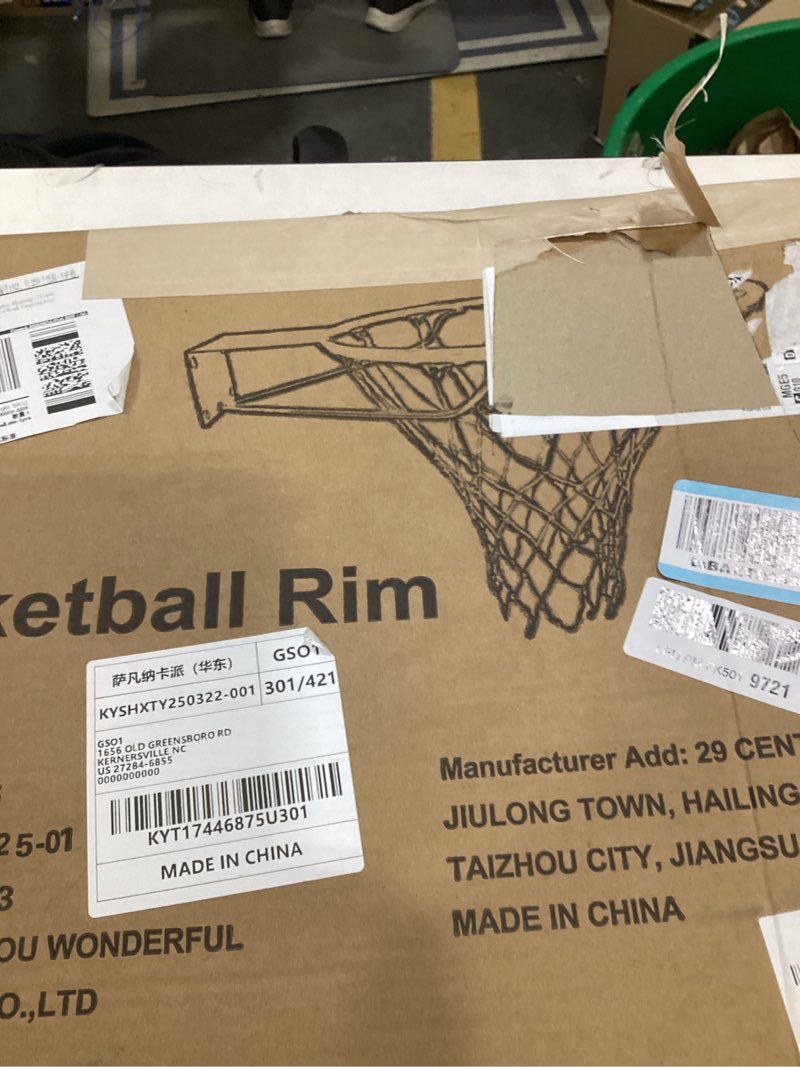 ketball Rim
萨凡纳卡派（华东）
GSO1
KYSHXTY250322-001
301/421
GSO1
1656 OLD GREENSBORO RD
KERNERSVILLE NC
US 27284-6855
0000000000
KYT17446875U301
MADE IN CHINA
MGE5
9721
Manufacturer Add: 29 CENT
JIULONG TOWN, HAILING
TAIZHOU CITY, JIANGSU
MADE IN CHINA
25-01
3
OU WONDERFUL
O.,LTD